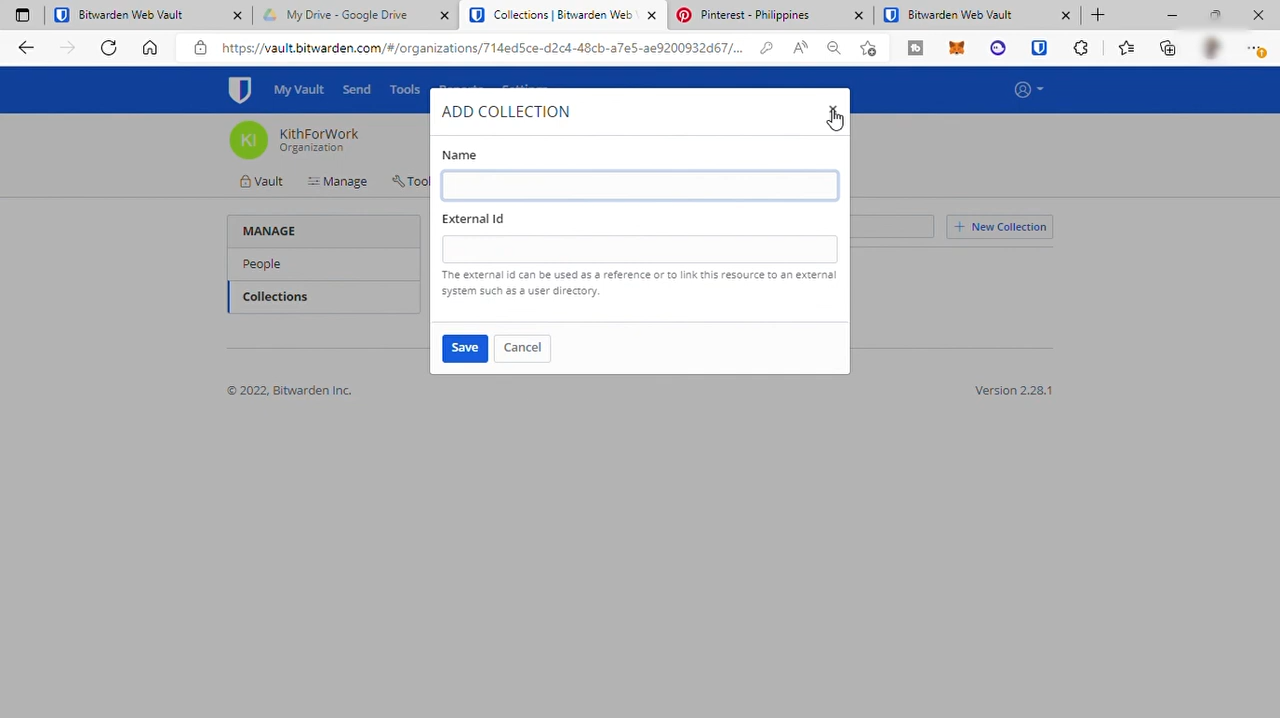 Bitwarden Web Vault
My Drive - Google Drive
Collections | Bitwarden Web
Pinterest - Philippines
Bitwarden Web Vault
https://vault.bitwarden.com/#/organizations/714ed5ce-d2c4-48cb-a7e5-ae9200932d67/...
My Vault Send Tools Reports Settings
KI
KithForWork
Organization
Vault Manage Tool
ADD COLLECTION
Name
External Id
The external id can be used as a reference or to link this resource to an external
system such as a user directory.
Save Cancel
MANAGE
People
Collections
New Collection
© 2022, Bitwarden Inc.
Version 2.28.1